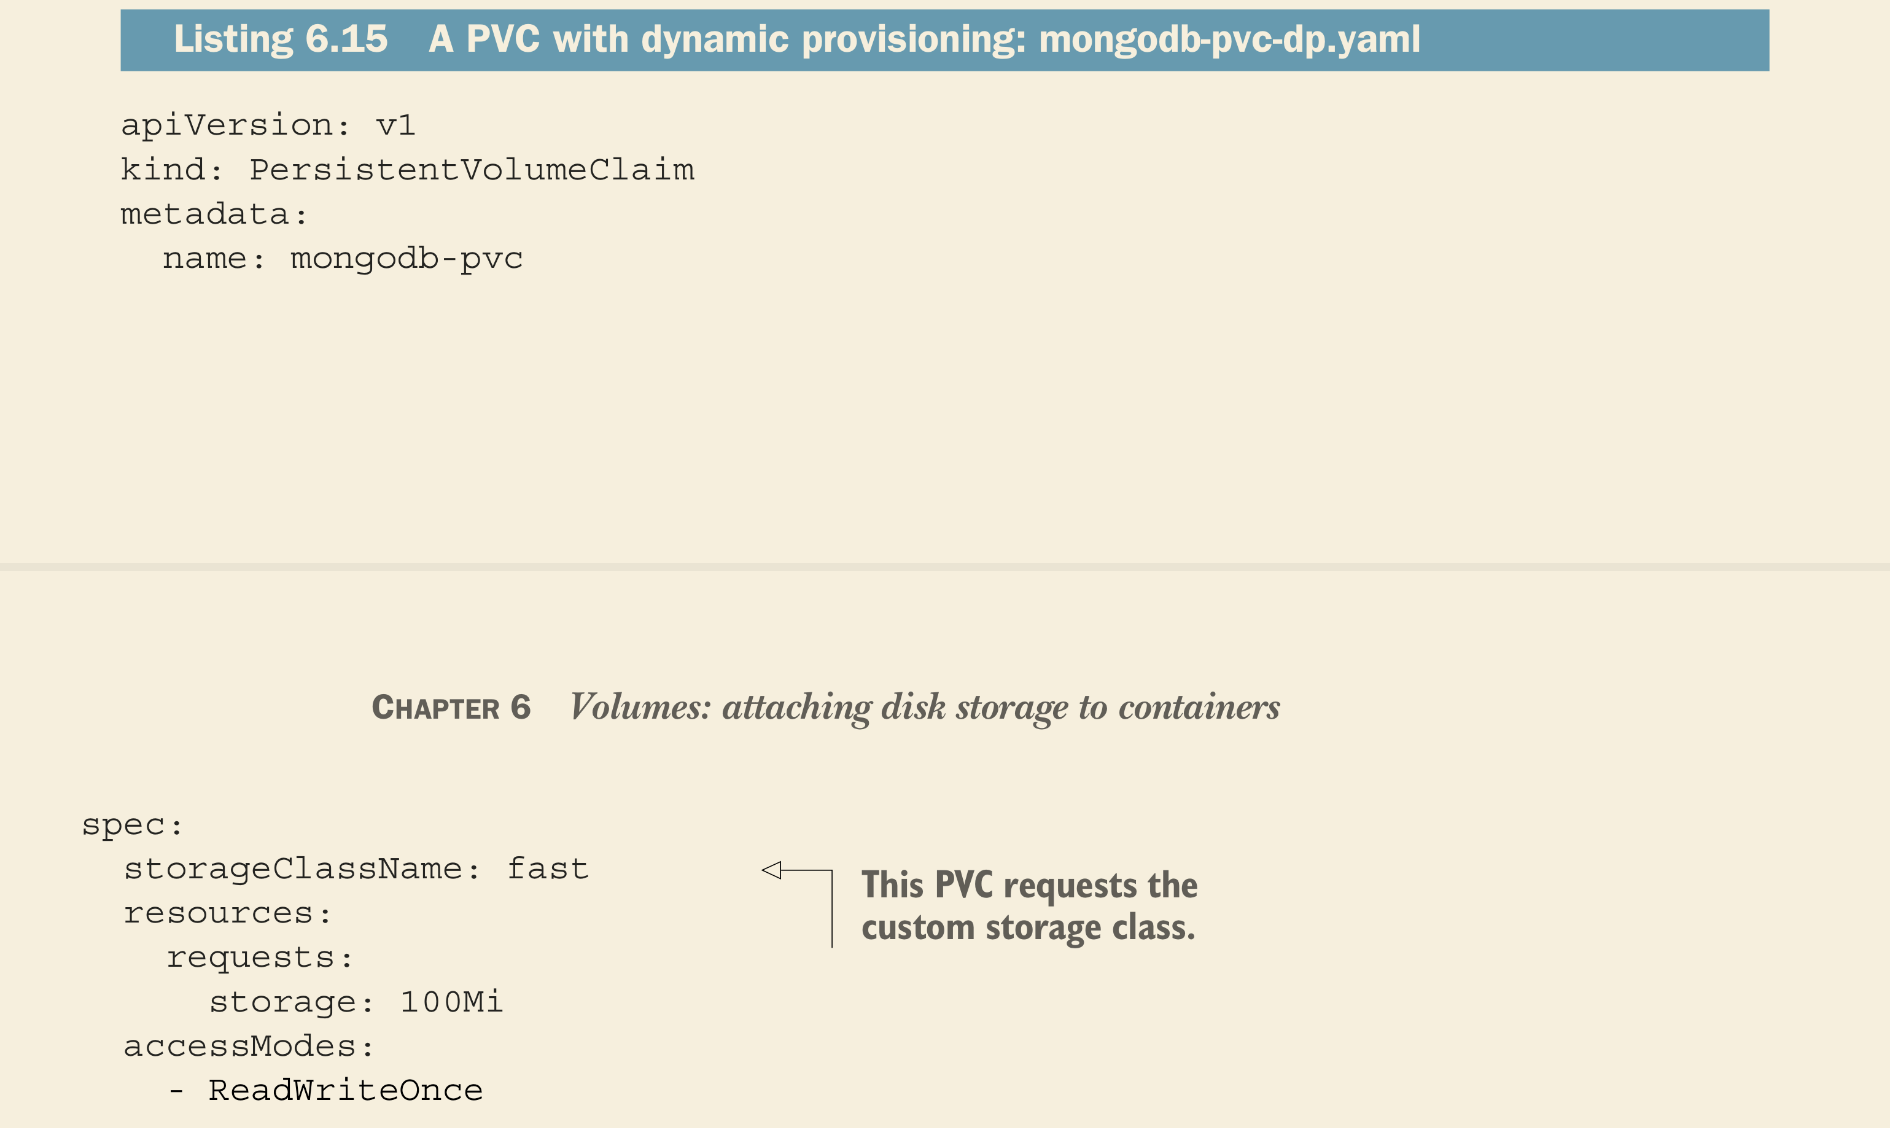 Listing 6.15 A PVC with dynamic provisioning: mongodb-pvc-dp.yaml
apiVersion: v1
kind: PersistentVolumeClaim
metadata:
  name: mongodb-pvc
CHAPTER 6 Volumes: attaching disk storage to containers
spec:
  storageClassName: fast
  resources:
    requests:
      storage: 100Mi
  accessModes:
    - ReadWriteOnce
This PVC requests the
custom storage class.